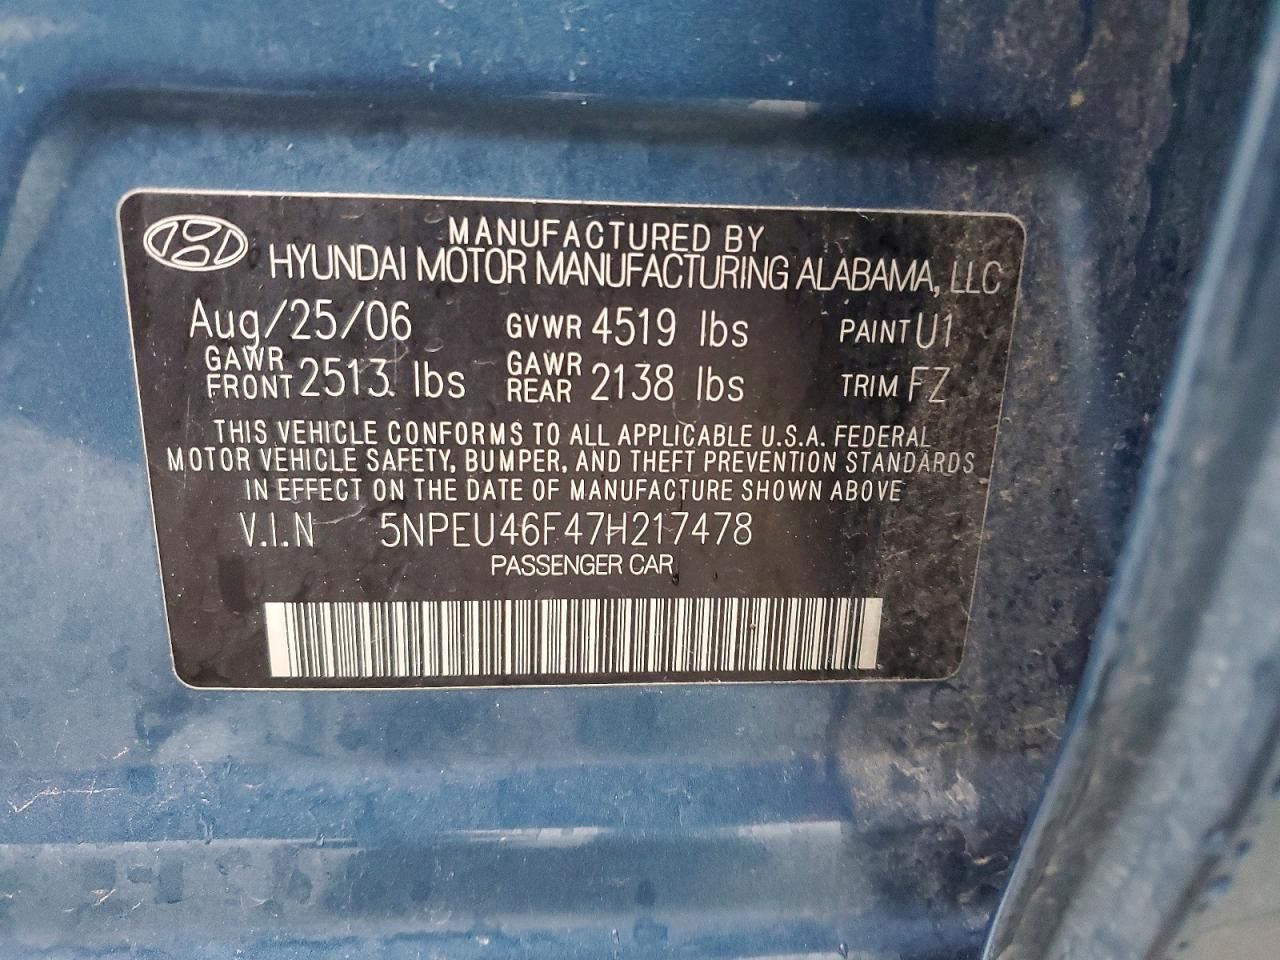 MANUFACTURED BY
HYUNDAI MOTOR MANUFACTURING ALABAMA, LLC
Aug/25/06 GVWR 4519 lbs PAINT U1
GAWR FRONT 2513 lbs GAWR REAR 2138 lbs TRIM FZ
THIS VEHICLE CONFORMS TO ALL APPLICABLE U.S.A. FEDERAL
MOTOR VEHICLE SAFETY, BUMPER, AND THEFT PREVENTION STANDARDS
IN EFFECT ON THE DATE OF MANUFACTURE SHOWN ABOVE
V.I.N 5NPEU46F47H217478
PASSENGER CAR